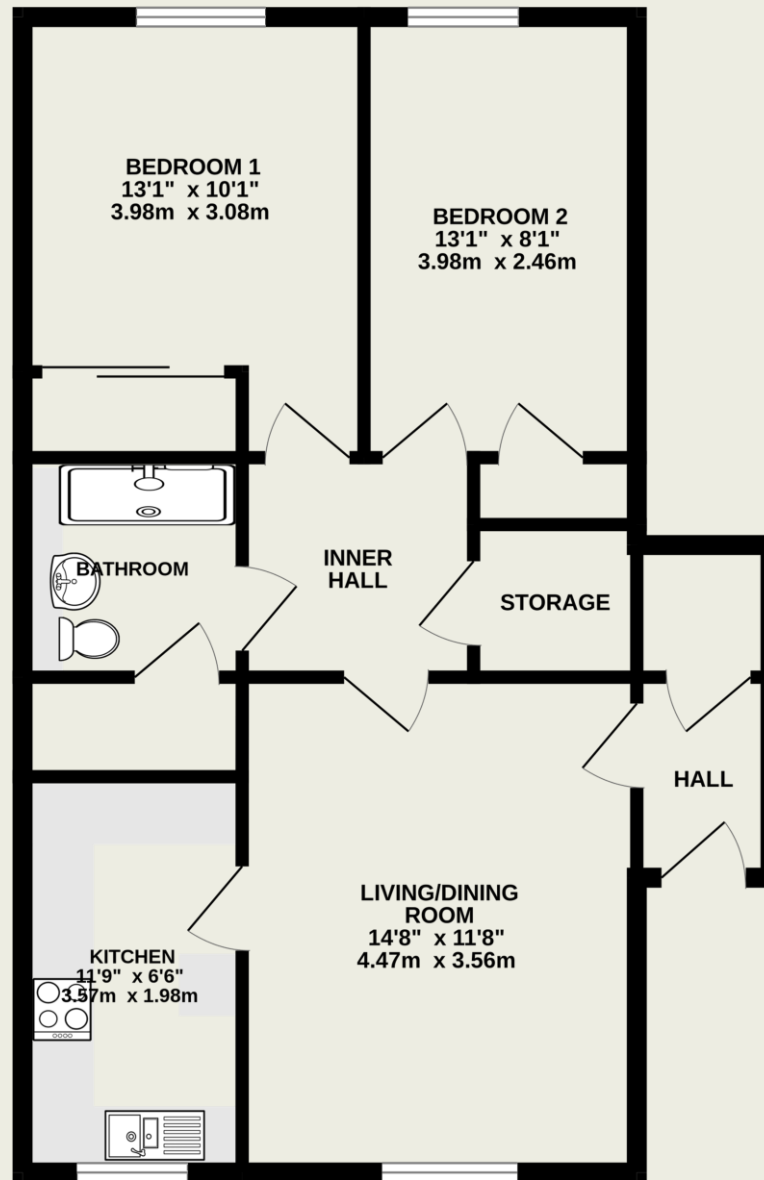 BEDROOM 1
13'1" x 10'1"
3.98m x 3.08m
BEDROOM 2
13'1" x 8'1"
3.98m x 2.46m
BATHROOM
INNER
HALL
STORAGE
HALL
LIVING/DINING
ROOM
14'8" x 11'8"
4.47m x 3.56m
KITCHEN
11'9" x 6'6"
3.57m x 1.98m